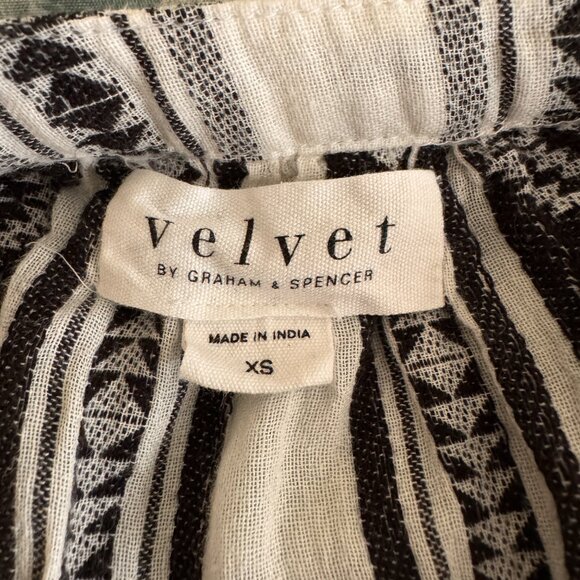 velvet
BY GRAHAM & SPENCER
MADE IN INDIA
XS